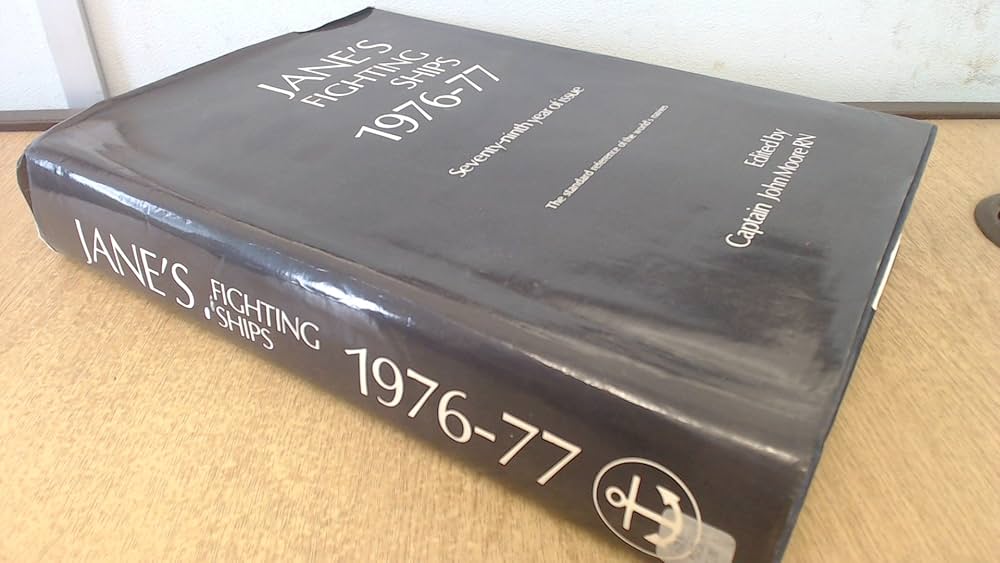 JANE'S
FIGHTING
SHIPS
1976-77
Seventy-ninth year of issue
The standard reference of the world's navies
Edited by
Captain John Moore RN
JANE'S
FIGHTING
SHIPS
1976-77